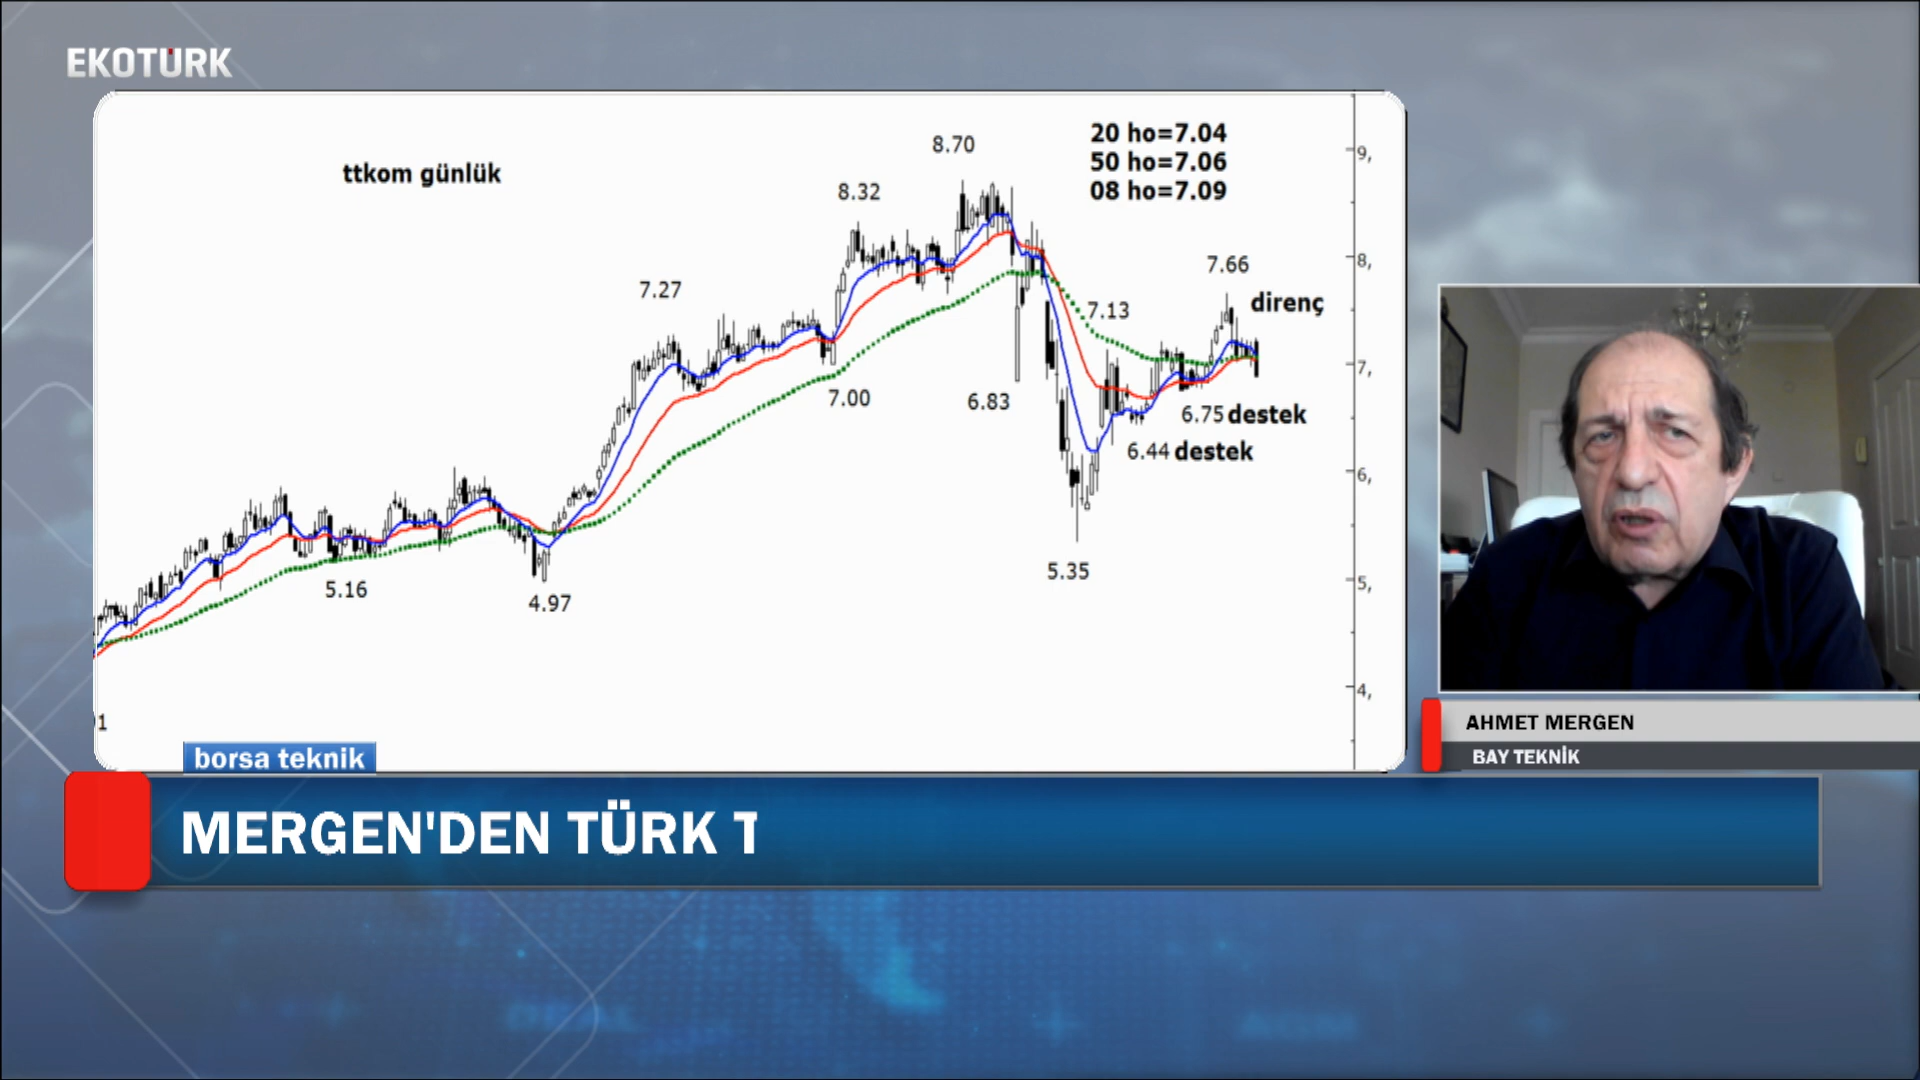 EKOTÜRK
ttkom günlük
20 ho=7.04
50 ho=7.06
08 ho=7.09
8.70
8.32
7.27
7.66
direnç
7.13
7.00
6.83
6.75 destek
6.44 destek
5.35
5.16
4.97
9,
8,
7,
6,
5,
4,
1
borsa teknik
MERGEN'DEN TÜRK T
AHMET MERGEN
BAY TEKNİK